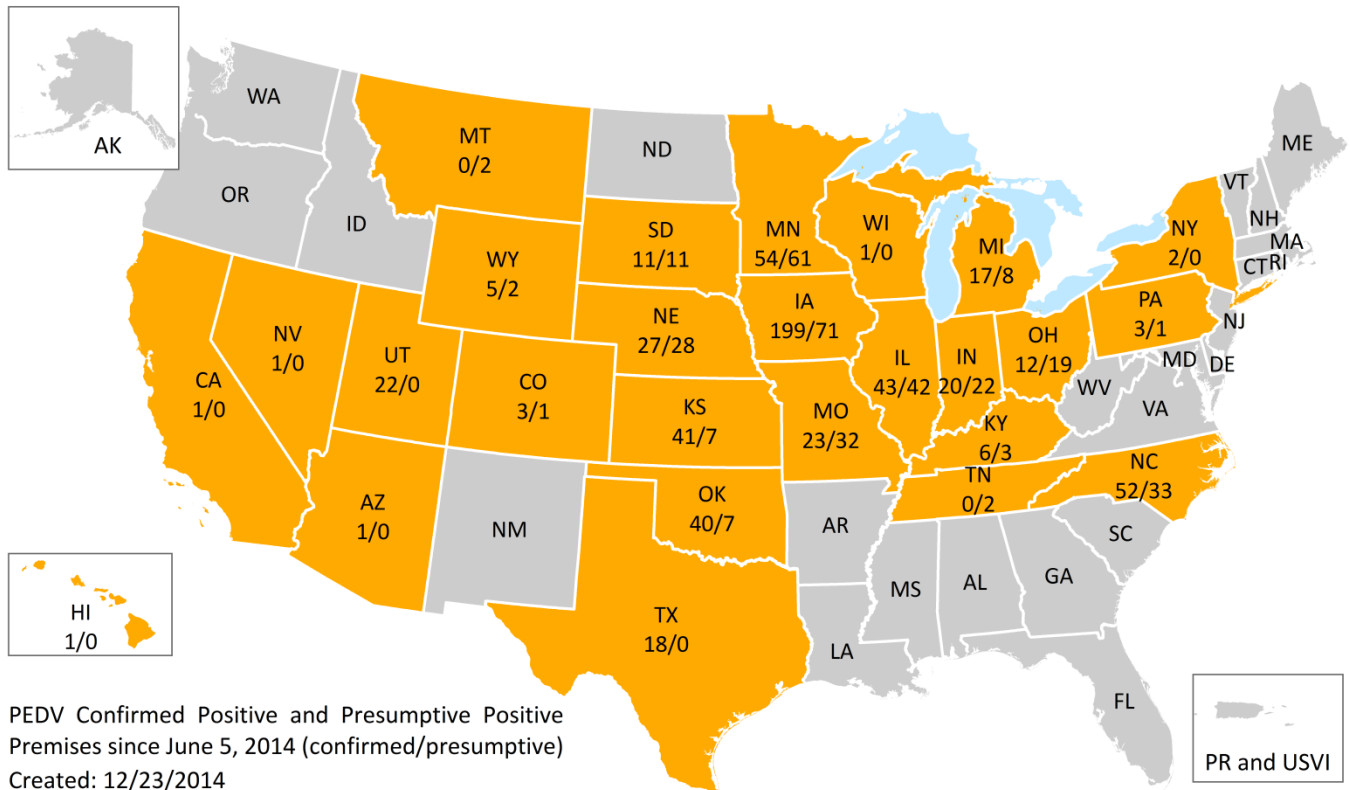 WA
AK
MT
0/2
ND
OR
ID
ME
VT
NH
MA
CT
RI
NY
2/0
MN
54/61
WI
1/0
MI
17/8
SD
11/11
WY
5/2
PA
3/1
NJ
IA
199/71
NE
27/28
OH
12/19
IL
43/42
IN
20/22
MD
DE
WV
VA
NV
1/0
UT
22/0
CO
3/1
CA
1/0
KS
41/7
MO
23/32
KY
6/3
NC
52/33
TN
0/2
AZ
1/0
NM
OK
40/7
AR
SC
MS
AL
GA
HI
1/0
TX
18/0
LA
FL
PEDV Confirmed Positive and Presumptive Positive
Premises since June 5, 2014 (confirmed/presumptive)
Created: 12/23/2014
PR and USVI